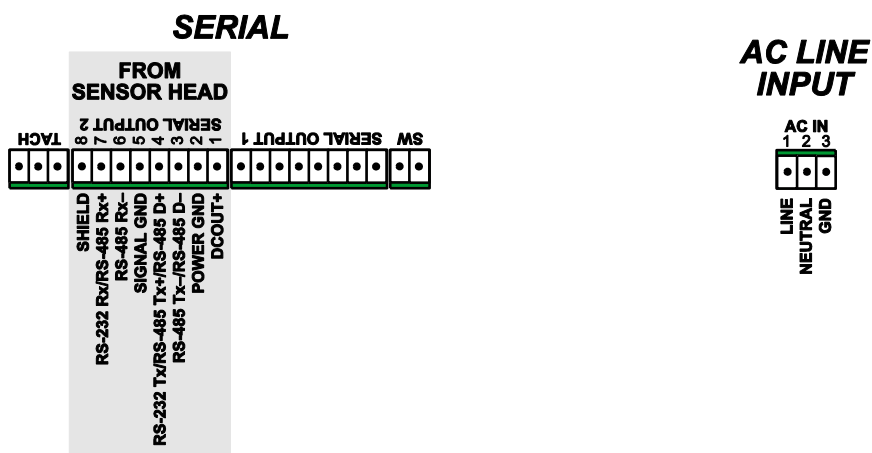 SERIAL
FROM
SENSOR HEAD
TACH
SERIAL OUTPUT 2
SERIAL OUTPUT 1
SW
8 7 6 5 4 3 2 1
SHIELD
RS-232 Rx/RS-485 Rx+
RS-485 Rx–
SIGNAL GND
RS-232 Tx/RS-485 Tx+/RS-485 D+
RS-485 Tx–/RS-485 D–
POWER GND
DCOUT+
AC LINE
INPUT
AC IN
1 2 3
LINE
NEUTRAL
GND